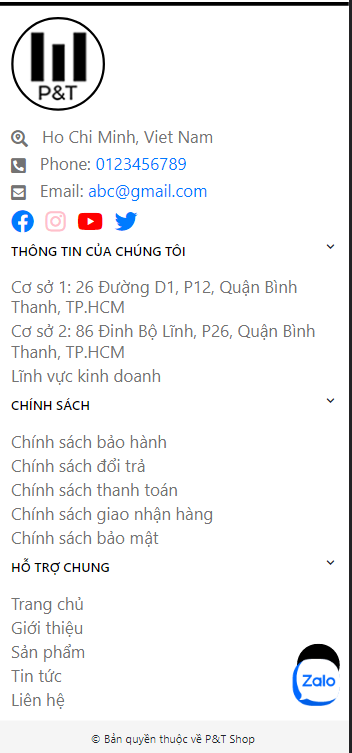 P&T
Ho Chi Minh, Viet Nam
Phone: 0123456789
Email: abc@gmail.com
THÔNG TIN CỦA CHÚNG TÔI
Cơ sở 1: 26 Đường D1, P12, Quận Bình
Thanh, TP.HCM
Cơ sở 2: 86 Đinh Bộ Lĩnh, P26, Quận Bình
Thanh, TP.HCM
Lĩnh vực kinh doanh
CHÍNH SÁCH
Chính sách bảo hành
Chính sách đổi trả
Chính sách thanh toán
Chính sách giao nhận hàng
Chính sách bảo mật
HỖ TRỢ CHUNG
Trang chủ
Giới thiệu
Sản phẩm
Tin tức
Liên hệ
Zalo
© Bản quyền thuộc về P&T Shop